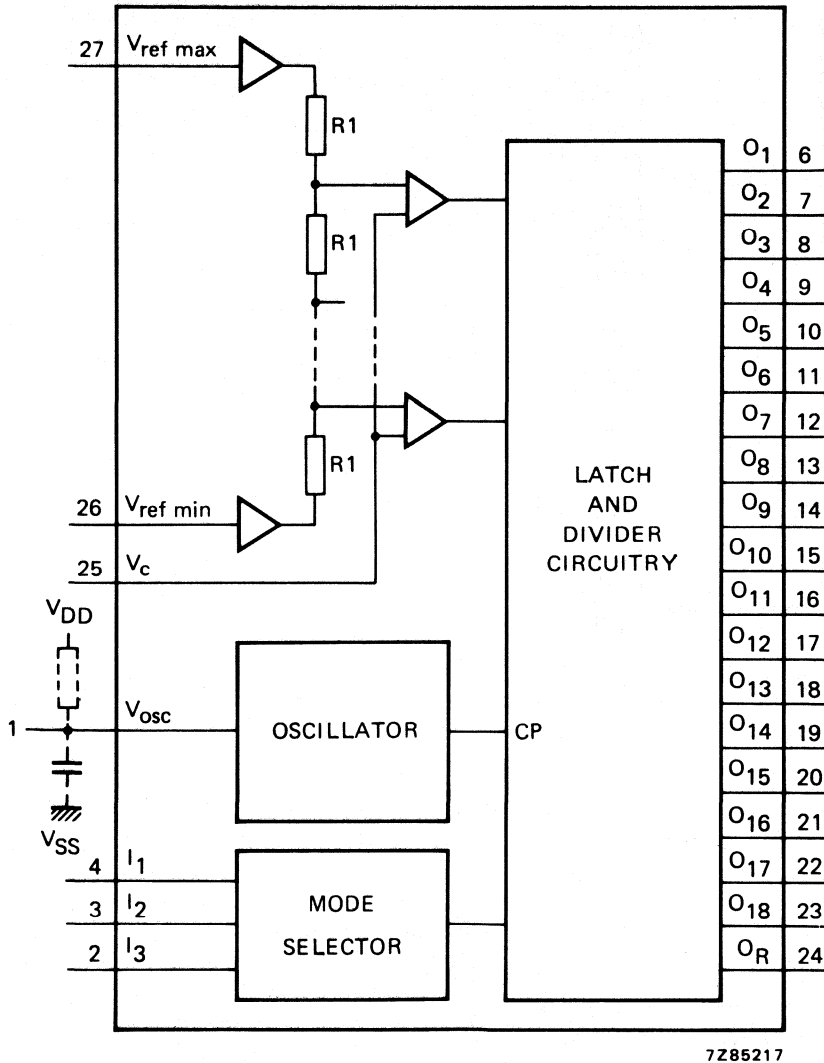 27 V_ref max
R1
R1
R1
26 V_ref min
25 V_c
V_DD
1 V_OSC
V_SS
4 I_1
3 I_2
2 I_3
OSCILLATOR
MODE
SELECTOR
CP
LATCH
AND
DIVIDER
CIRCUITRY
O_1 6
O_2 7
O_3 8
O_4 9
O_5 10
O_6 11
O_7 12
O_8 13
O_9 14
O_10 15
O_11 16
O_12 17
O_13 18
O_14 19
O_15 20
O_16 21
O_17 22
O_18 23
O_R 24
7Z85217